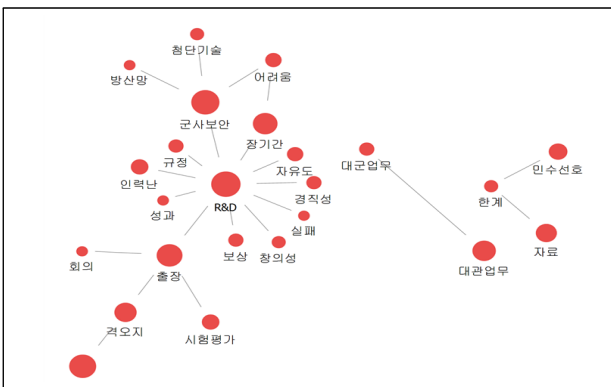 첨단기술
방산망
어려움
군사보안
장기간
규정
대군업무
민수선호
인력난
자유도
한계
성과
R&D
경직성
실패
자료
회의
보상
창의성
대관업무
출장
격오지
시험평가